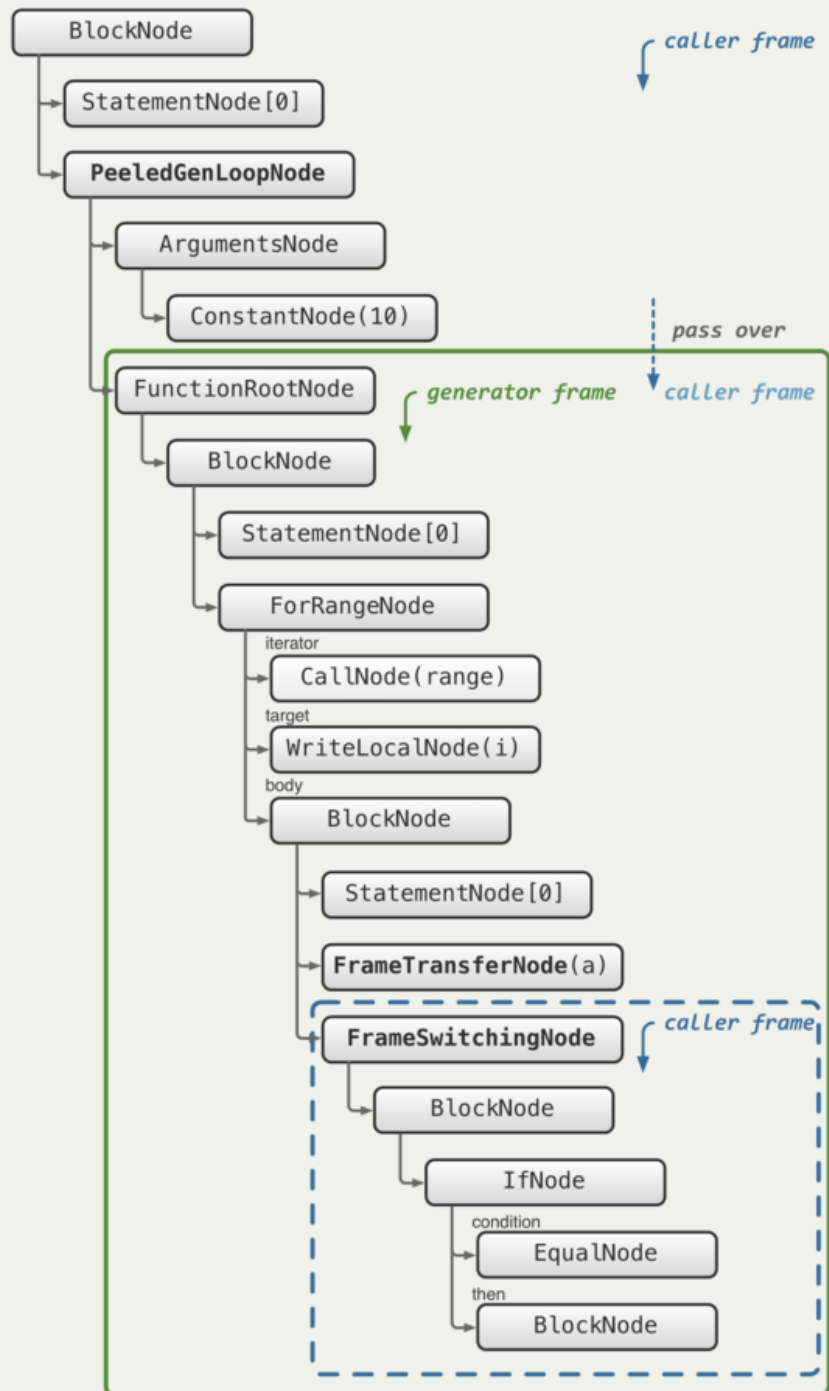 BlockNode
caller frame
StatementNode[0]
PeeledGenLoopNode
ArgumentsNode
ConstantNode(10)
pass over
FunctionRootNode
generator frame
caller frame
BlockNode
StatementNode[0]
ForRangeNode
iterator
CallNode(range)
target
WriteLocalNode(i)
body
BlockNode
StatementNode[0]
FrameTransferNode(a)
FrameSwitchingNode
caller frame
BlockNode
IfNode
condition
EqualNode
then
BlockNode